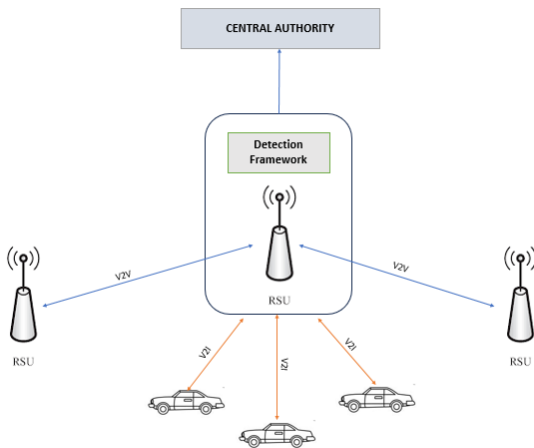 CENTRAL AUTHORITY
Detection
Framework
V2V
V2V
RSU
RSU
RSU
V2I
V2I
V2I